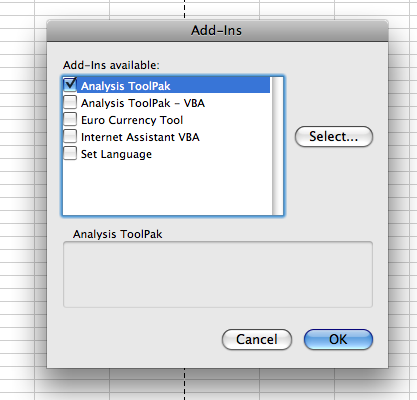 Add-Ins
Add-Ins available:
Analysis ToolPak
Analysis ToolPak - VBA
Euro Currency Tool
Internet Assistant VBA
Set Language
Select...
Analysis ToolPak
Cancel
OK